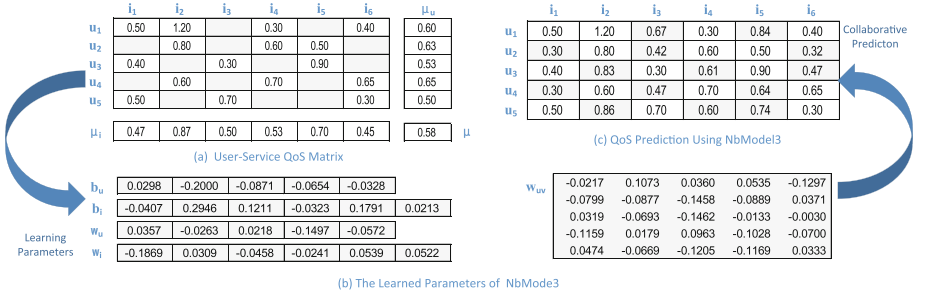 i1 i2 i3 i4 i5 i6 μu
u1 0.50 1.20 0.30 0.40 0.60
u2 0.80 0.60 0.50 0.63
u3 0.40 0.30 0.90 0.53
u4 0.60 0.70 0.65 0.65
u5 0.50 0.70 0.30 0.50
μi 0.47 0.87 0.50 0.53 0.70 0.45 0.58 μ
(a) User-Service QoS Matrix
i1 i2 i3 i4 i5 i6
u1 0.50 1.20 0.67 0.30 0.84 0.40
u2 0.30 0.80 0.42 0.60 0.50 0.32
u3 0.40 0.83 0.30 0.61 0.90 0.47
u4 0.30 0.60 0.47 0.70 0.64 0.65
u5 0.50 0.86 0.70 0.60 0.74 0.30
(c) QoS Prediction Using NbModel3
Collaborative
Predicton
bu 0.0298 -0.2000 -0.0871 -0.0654 -0.0328
bi -0.0407 0.2946 0.1211 -0.0323 0.1791 0.0213
wu 0.0357 -0.0263 0.0218 -0.1497 -0.0572
wi -0.1869 0.0309 -0.0458 -0.0241 0.0539 0.0522
Learning
Parameters
wuv -0.0217 0.1073 0.0360 0.0535 -0.1297
-0.0799 -0.0877 -0.1458 -0.0889 0.0371
0.0319 -0.0693 -0.1462 -0.0133 -0.0030
-0.1159 0.0179 0.0963 -0.1028 -0.0700
0.0474 -0.0669 -0.1205 -0.1169 0.0333
(b) The Learned Parameters of NbMode3